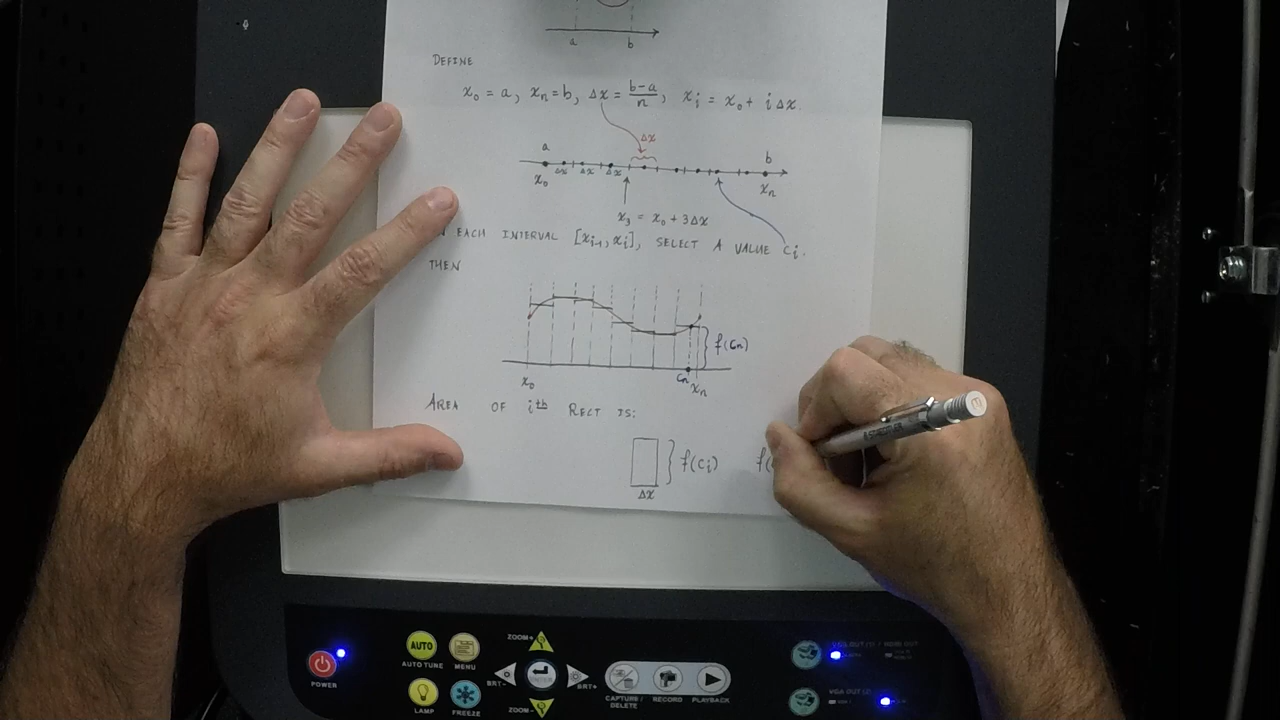 a b
DEFINE
x₀ = a, xₙ = b, Δx = (b-a)/n, xᵢ = x₀ + i Δx.
Δx
a b
Δx Δx Δx
x₀ xₙ
x₃ = x₀ + 3Δx
EACH INTERVAL [xᵢ₋₁, xᵢ], SELECT A VALUE cᵢ.
THEN
f(cₙ)
x₀ cₙ xₙ
AREA OF iᵗʰ RECT IS:
f(cᵢ) f(
Δx
STAEDTLER
ZOOM+
AUTO
AUTO TUNE MENU
POWER
BRT- BRT+
CAPTURE/DELETE RECORD PLAYBACK
LAMP FREEZE
ZOOM-